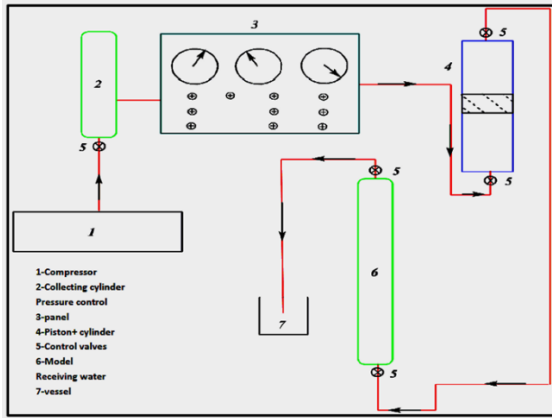 3
5
4
2
5
5
5
1
6
7
5
1-Compressor
2-Collecting cylinder
Pressure control
3-panel
4-Piston+ cylinder
5-Control valves
6-Model
Receiving water
7-vessel